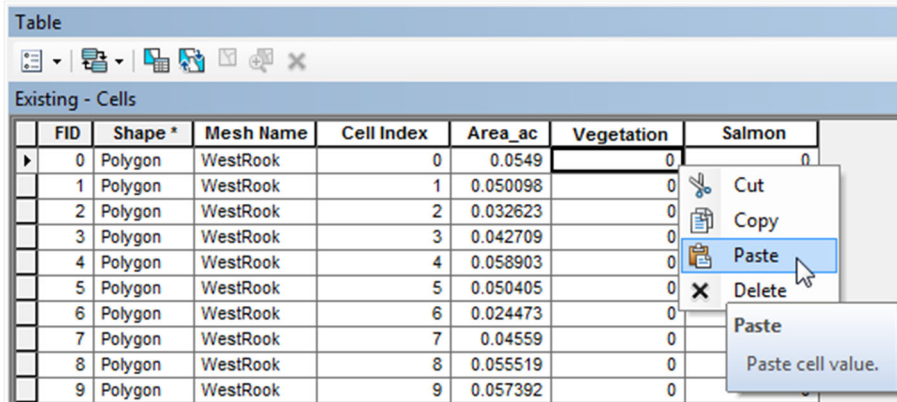 Table
Existing - Cells
FID Shape * Mesh Name Cell Index Area_ac Vegetation Salmon
0 Polygon WestRook 0 0.0549 0 0
1 Polygon WestRook 1 0.050098 0 Cut
2 Polygon WestRook 2 0.032623 0 Copy
3 Polygon WestRook 3 0.042709 0
4 Polygon WestRook 4 0.058903 0 Paste
5 Polygon WestRook 5 0.050405 0 Delete
6 Polygon WestRook 6 0.024473 0
7 Polygon WestRook 7 0.04559 0 Paste
8 Polygon WestRook 8 0.055519 0 Paste cell value.
9 Polygon WestRook 9 0.057392 0